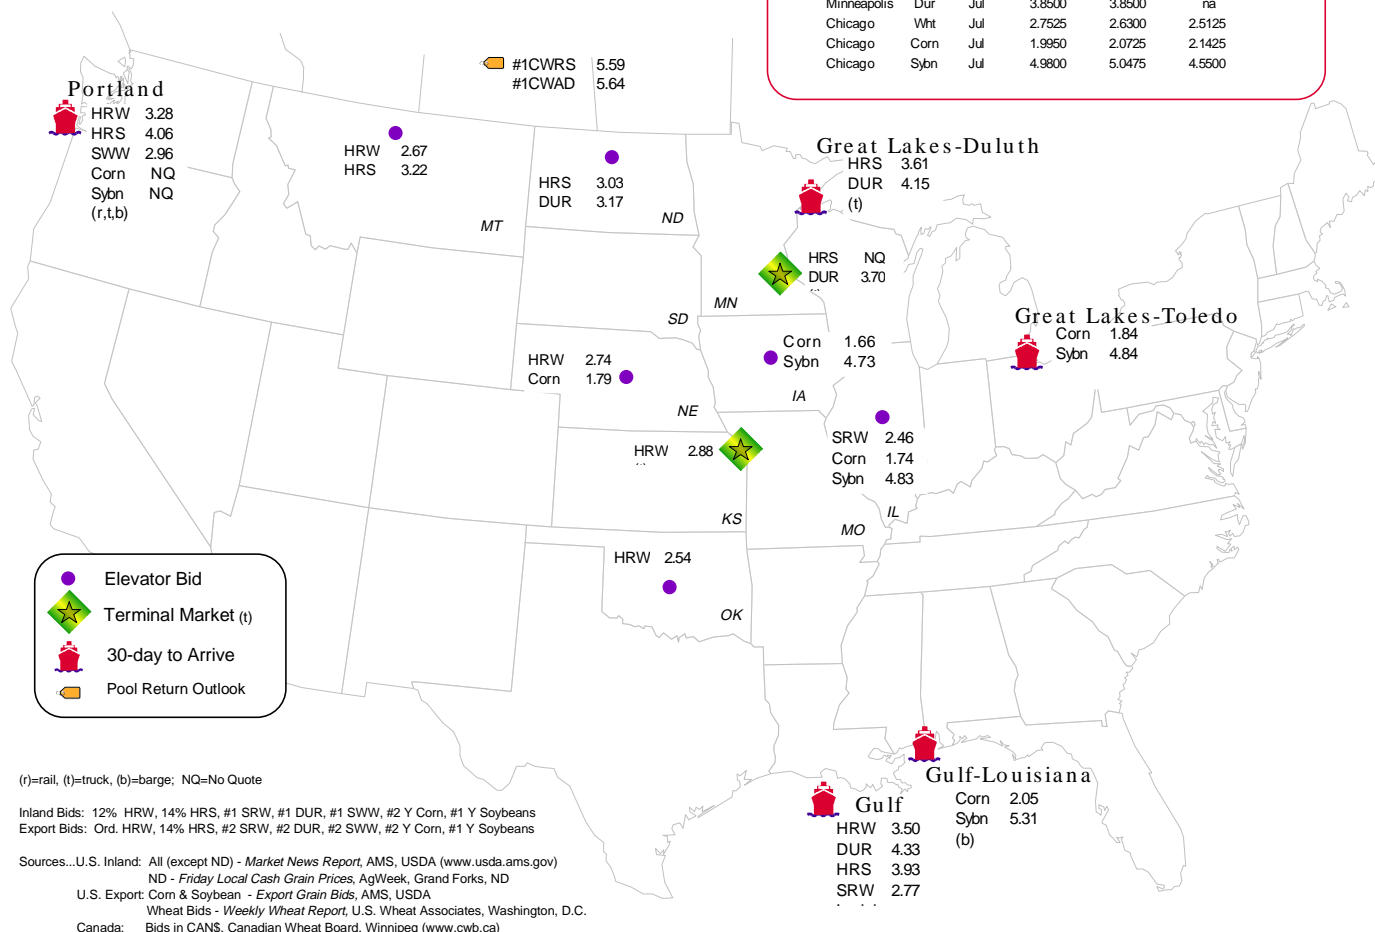 Minneapolis Dur Jul 3.8500 3.8500 na
Chicago Wht Jul 2.7525 2.6300 2.5125
Chicago Corn Jul 1.9950 2.0725 2.1425
Chicago Sybn Jul 4.9800 5.0475 4.5500
#1CWRS 5.59
#1CWAD 5.64
Portland
HRW 3.28
HRS 4.06
SWW 2.96
Corn NQ
Sybn NQ
(r,t,b)
HRW 2.67
HRS 3.22
MT
HRS 3.03
DUR 3.17
ND
Great Lakes-Duluth
HRS 3.61
DUR 4.15
(t)
HRS NQ
DUR 3.70
MN
SD
Great Lakes-Toledo
Corn 1.84
Sybn 4.84
Corn 1.66
Sybn 4.73
IA
HRW 2.74
Corn 1.79
NE
HRW 2.88
KS
SRW 2.46
Corn 1.74
Sybn 4.83
IL
MO
HRW 2.54
OK
Elevator Bid
Terminal Market (t)
30-day to Arrive
Pool Return Outlook
Gulf-Louisiana
Corn 2.05
Sybn 5.31
(b)
Gulf
HRW 3.50
DUR 4.33
HRS 3.93
SRW 2.77
(r)=rail, (t)=truck, (b)=barge; NQ=No Quote
Inland Bids: 12% HRW, 14% HRS, #1 SRW, #1 DUR, #1 SWW, #2 Y Corn, #1 Y Soybeans
Export Bids: Ord. HRW, 14% HRS, #2 SRW, #2 DUR, #2 SWW, #2 Y Corn, #1 Y Soybeans
Sources...U.S. Inland: All (except ND) - Market News Report, AMS, USDA (www.usda.ams.gov)
ND - Friday Local Cash Grain Prices, AgWeek, Grand Forks, ND
U.S. Export: Corn & Soybean - Export Grain Bids, AMS, USDA
Wheat Bids - Weekly Wheat Report, U.S. Wheat Associates, Washington, D.C.
Canada: Bids in CAN$, Canadian Wheat Board, Winnipeg (www.cwb.ca)